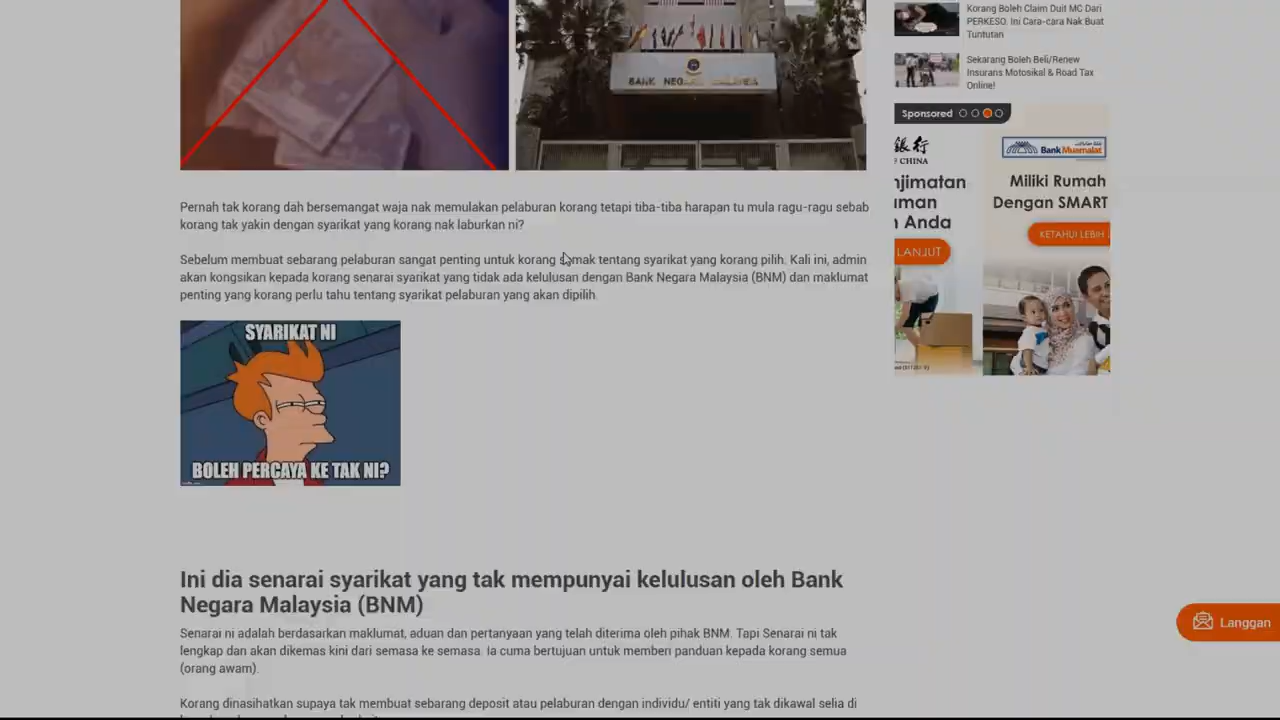 BANK NEGARA MALAYSIA
Pernah tak korang dah bersemangat waja nak memulakan pelaburan korang tetapi tiba-tiba harapan tu mula ragu-ragu sebab
korang tak yakin dengan syarikat yang korang nak laburkan ni?
Sebelum membuat sebarang pelaburan sangat penting untuk korang semak tentang syarikat yang korang pilih. Kali ini, admin
akan kongsikan kepada korang senarai syarikat yang tidak ada kelulusan dengan Bank Negara Malaysia (BNM) dan maklumat
penting yang korang perlu tahu tentang syarikat pelaburan yang akan dipilih.
SYARIKAT NI
BOLEH PERCAYA KE TAK NI?
Ini dia senarai syarikat yang tak mempunyai kelulusan oleh Bank
Negara Malaysia (BNM)
Senarai ni adalah berdasarkan maklumat, aduan dan pertanyaan yang telah diterima oleh pihak BNM. Tapi Senarai ni tak
lengkap dan akan dikemas kini dari semasa ke semasa. Ia cuma bertujuan untuk memberi panduan kepada korang semua
(orang awam).
Korang dinasihatkan supaya tak membuat sebarang deposit atau pelaburan dengan individu/ entiti yang tak dikawal selia di
Korang Boleh Claim Duit MC Dari
PERKESO. Ini Cara-cara Nak Buat
Tuntutan
Sekarang Boleh Beli/Renew
Insurans Motosikal & Road Tax
Online!
Sponsored
銀行
CHINA
njimatan
uman
Anda
LANJUT
Bank Muamalat
Miliki Rumah
Dengan SMART
KETAHUI LEBIH
Langgan